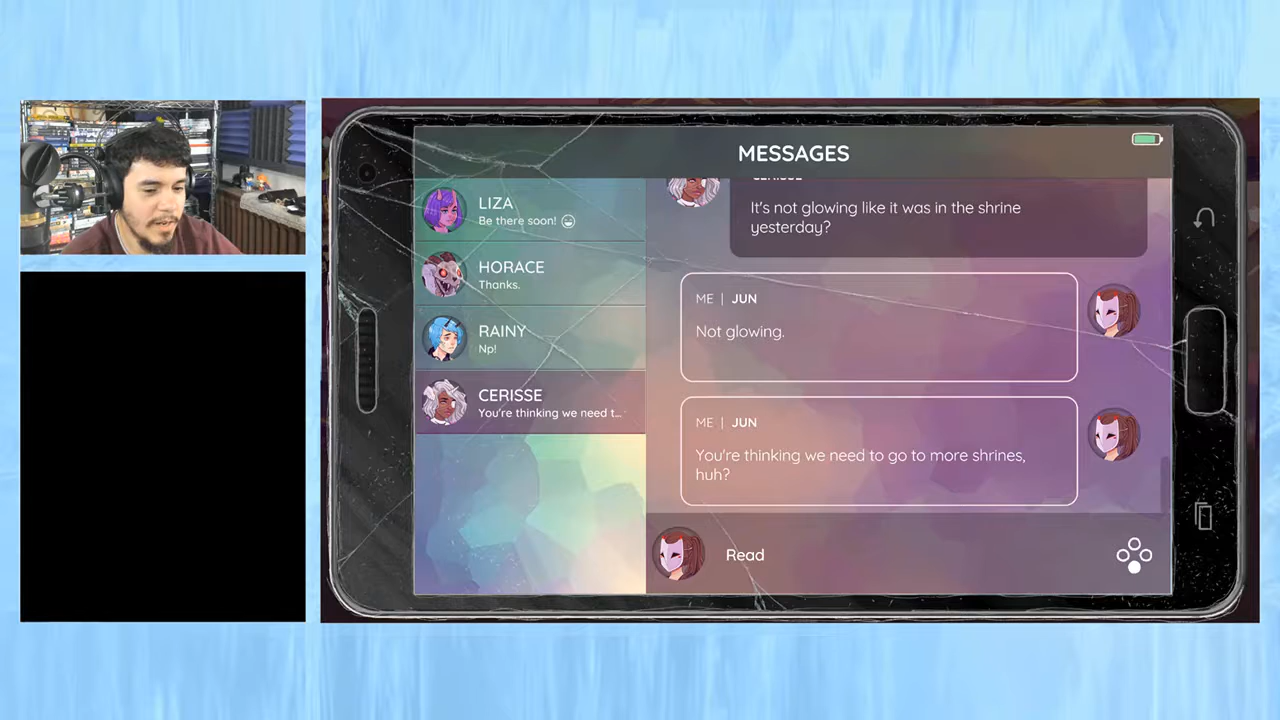 MESSAGES
LIZA
Be there soon!
HORACE
Thanks.
RAINY
Np!
CERISSE
You're thinking we need t...
CERISSE
It's not glowing like it was in the shrine
yesterday?
ME | JUN
Not glowing.
ME | JUN
You're thinking we need to go to more shrines,
huh?
Read